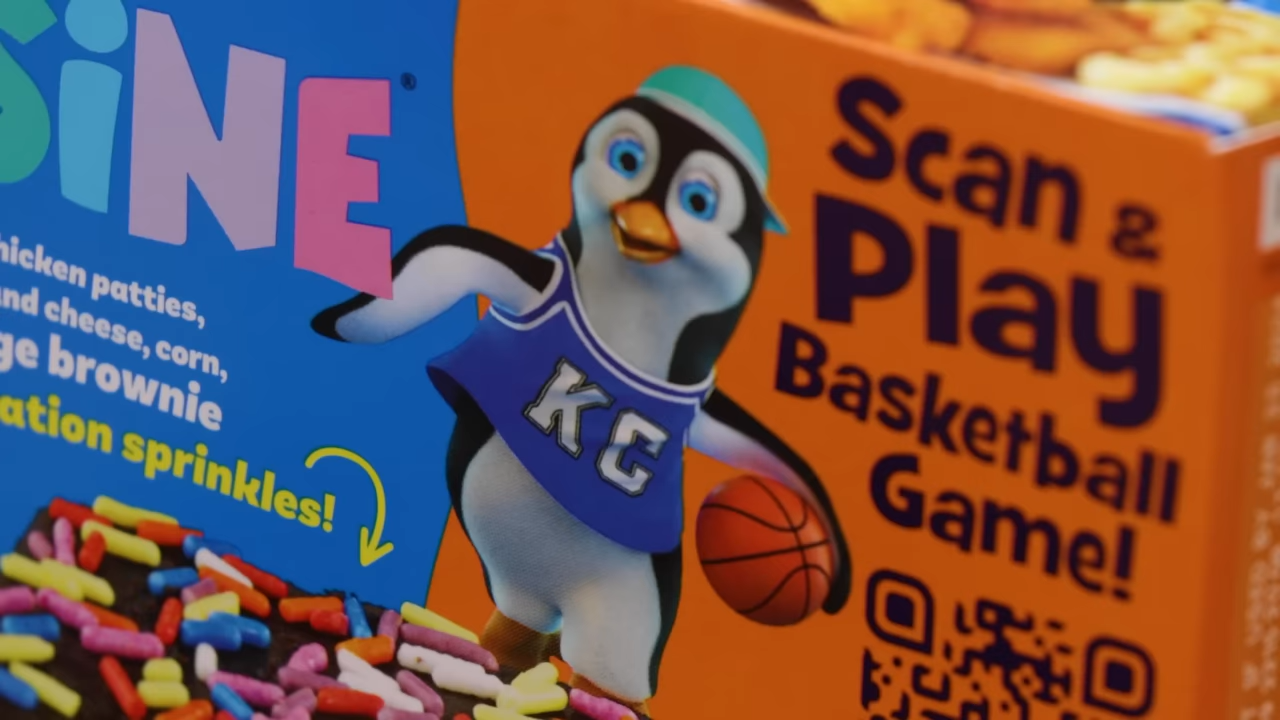 SiNE®
hicken patties,
nd cheese, corn,
ge brownie
ation sprinkles!
KC
Scan &
Play
Basketball
Game!